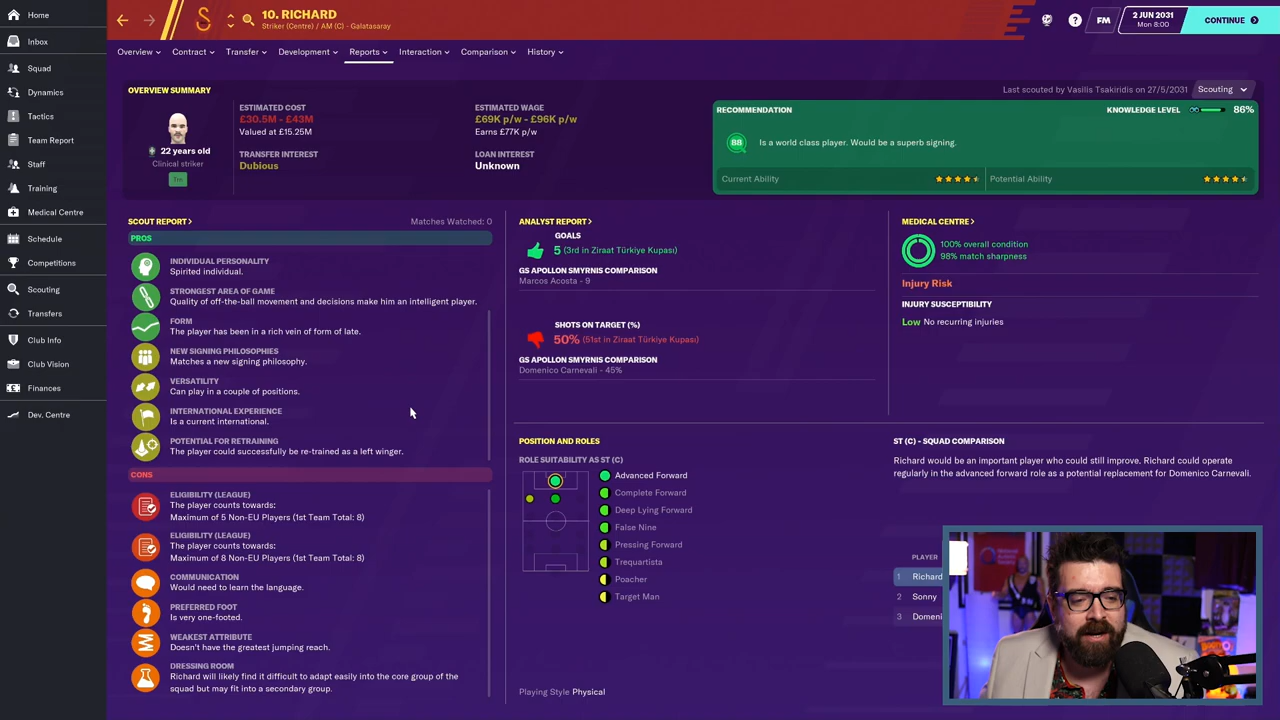 Home
Inbox
Squad
Dynamics
Tactics
Team Report
Staff
Training
Medical Centre
Schedule
Competitions
Scouting
Transfers
Club Info
Club Vision
Finances
Dev. Centre
10. RICHARD
Striker (Centre) / AM (C) - Galatasaray
FM
2 JUN 2031
Mon 8:00
CONTINUE
Overview
Contract
Transfer
Development
Reports
Interaction
Comparison
History
OVERVIEW SUMMARY
Last scouted by Vasilis Tsakiridis on 27/5/2031
Scouting
22 years old
Clinical striker
Trn
ESTIMATED COST
£30.5M - £43M
Valued at £15.25M
TRANSFER INTEREST
Dubious
ESTIMATED WAGE
£69K p/w - £96K p/w
Earns £77K p/w
LOAN INTEREST
Unknown
RECOMMENDATION
KNOWLEDGE LEVEL
86%
88
Is a world class player. Would be a superb signing.
Current Ability
Potential Ability
SCOUT REPORT
Matches Watched: 0
PROS
INDIVIDUAL PERSONALITY
Spirited individual.
STRONGEST AREA OF GAME
Quality of off-the-ball movement and decisions make him an intelligent player.
FORM
The player has been in a rich vein of form of late.
NEW SIGNING PHILOSOPHIES
Matches a new signing philosophy.
VERSATILITY
Can play in a couple of positions.
INTERNATIONAL EXPERIENCE
Is a current international.
POTENTIAL FOR RETRAINING
The player could successfully be re-trained as a left winger.
CONS
ELIGIBILITY (LEAGUE)
The player counts towards:
Maximum of 5 Non-EU Players (1st Team Total: 8)
ELIGIBILITY (LEAGUE)
The player counts towards:
Maximum of 8 Non-EU Players (1st Team Total: 8)
COMMUNICATION
Would need to learn the language.
PREFERRED FOOT
Is very one-footed.
WEAKEST ATTRIBUTE
Doesn't have the greatest jumping reach.
DRESSING ROOM
Richard will likely find it difficult to adapt easily into the core group of the
squad but may fit into a secondary group.
ANALYST REPORT
GOALS
5 (3rd in Ziraat Türkiye Kupası)
GS APOLLON SMYRNIS COMPARISON
Marcos Acosta - 9
SHOTS ON TARGET (%)
50% (51st in Ziraat Türkiye Kupası)
GS APOLLON SMYRNIS COMPARISON
Domenico Carnevali - 45%
MEDICAL CENTRE
100% overall condition
98% match sharpness
Injury Risk
INJURY SUSCEPTIBILITY
Low No recurring injuries
POSITION AND ROLES
ROLE SUITABILITY AS ST (C)
Advanced Forward
Complete Forward
Deep Lying Forward
False Nine
Pressing Forward
Trequartista
Poacher
Target Man
Playing Style Physical
ST (C) - SQUAD COMPARISON
Richard would be an important player who could still improve. Richard could operate
regularly in the advanced forward role as a potential replacement for Domenico Carnevali.
PLAYER
1 Richard
2 Sonny
3 Domeni